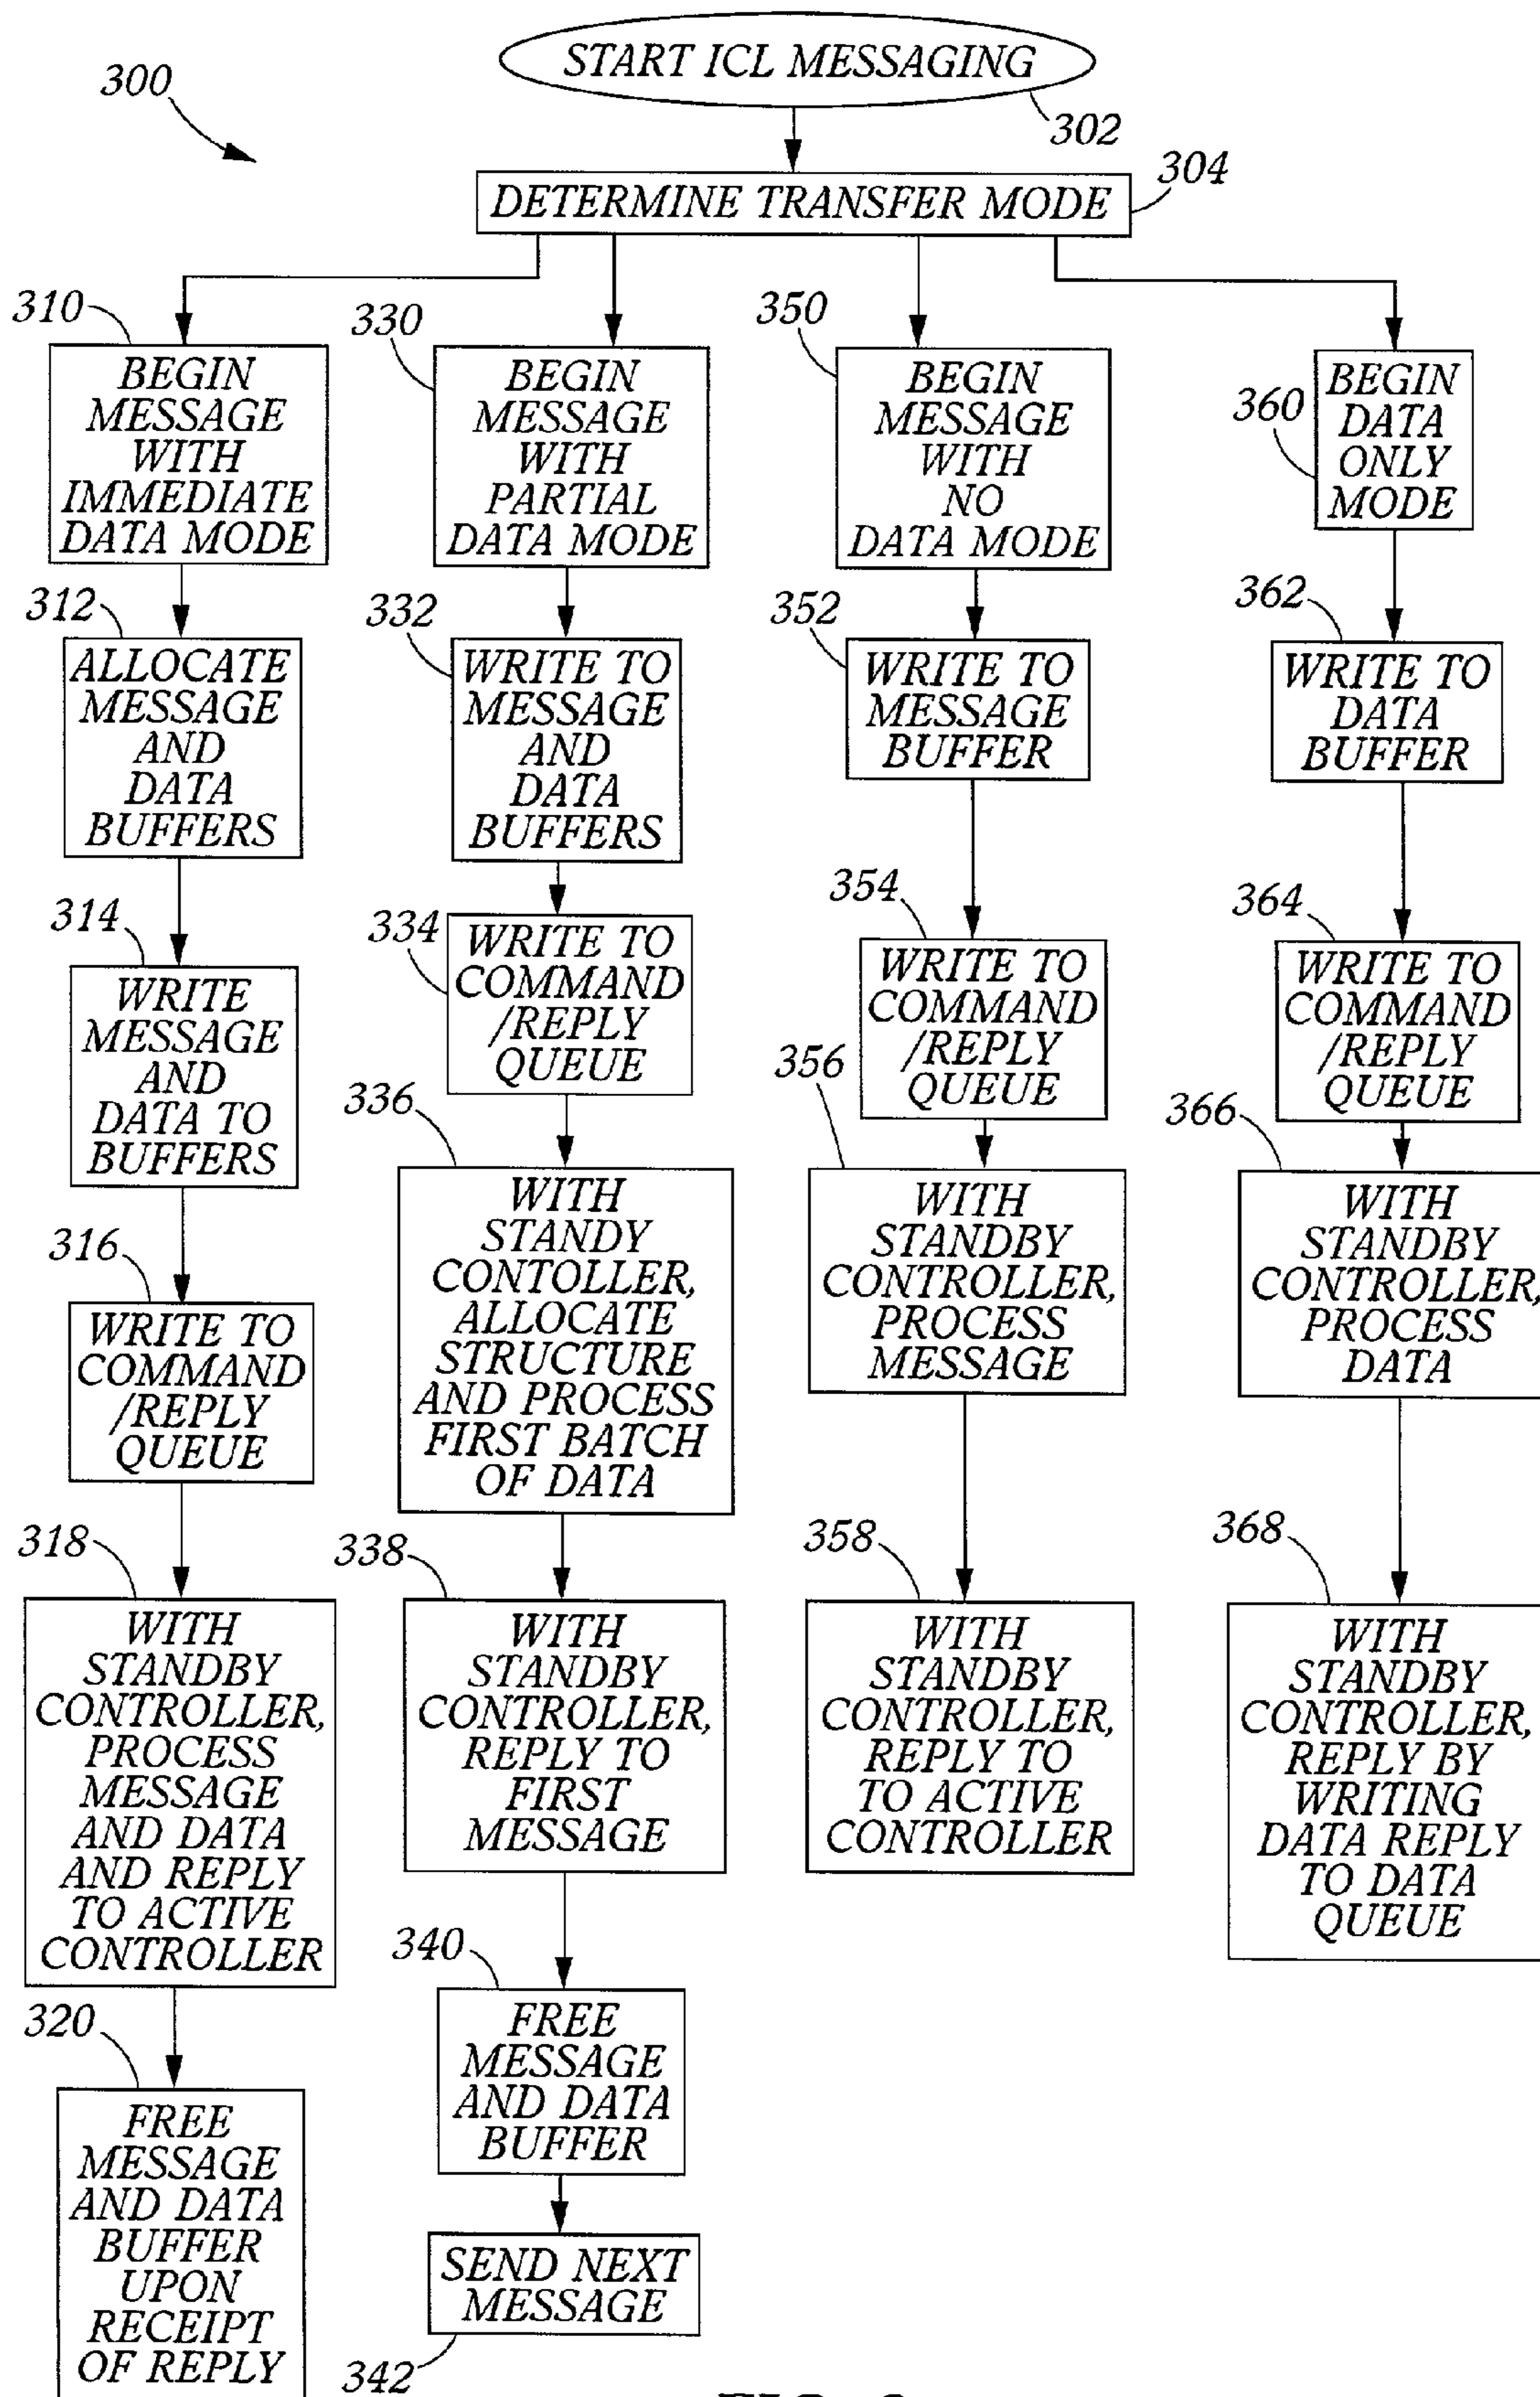 300
START ICL MESSAGING
302
DETERMINE TRANSFER MODE
304
310
BEGIN
MESSAGE
WITH
IMMEDIATE
DATA MODE
312
ALLOCATE
MESSAGE
AND
DATA
BUFFERS
314
WRITE
MESSAGE
AND
DATA TO
BUFFERS
316
WRITE TO
COMMAND
/REPLY
QUEUE
318
WITH
STANDBY
CONTROLLER,
PROCESS
MESSAGE
AND DATA
AND REPLY
TO ACTIVE
CONTROLLER
320
FREE
MESSAGE
AND DATA
BUFFER
UPON
RECEIPT
OF REPLY
330
BEGIN
MESSAGE
WITH
PARTIAL
DATA MODE
332
WRITE TO
MESSAGE
AND
DATA
BUFFERS
334
WRITE TO
COMMAND
/REPLY
QUEUE
336
WITH
STANDY
CONTOLLER,
ALLOCATE
STRUCTURE
AND PROCESS
FIRST BATCH
OF DATA
338
WITH
STANDBY
CONTROLLER,
REPLY TO
FIRST
MESSAGE
340
FREE
MESSAGE
AND DATA
BUFFER
SEND NEXT
MESSAGE
342
350
BEGIN
MESSAGE
WITH
NO
DATA MODE
352
WRITE TO
MESSAGE
BUFFER
354
WRITE TO
COMMAND
/REPLY
QUEUE
356
WITH
STANDBY
CONTROLLER,
PROCESS
MESSAGE
358
WITH
STANDBY
CONTROLLER,
REPLY TO
TO ACTIVE
CONTROLLER
360
BEGIN
DATA
ONLY
MODE
362
WRITE TO
DATA
BUFFER
364
WRITE TO
COMMAND
/REPLY
QUEUE
366
WITH
STANDBY
CONTROLLER,
PROCESS
DATA
368
WITH
STANDBY
CONTROLLER,
REPLY BY
WRITING
DATA REPLY
TO DATA
QUEUE